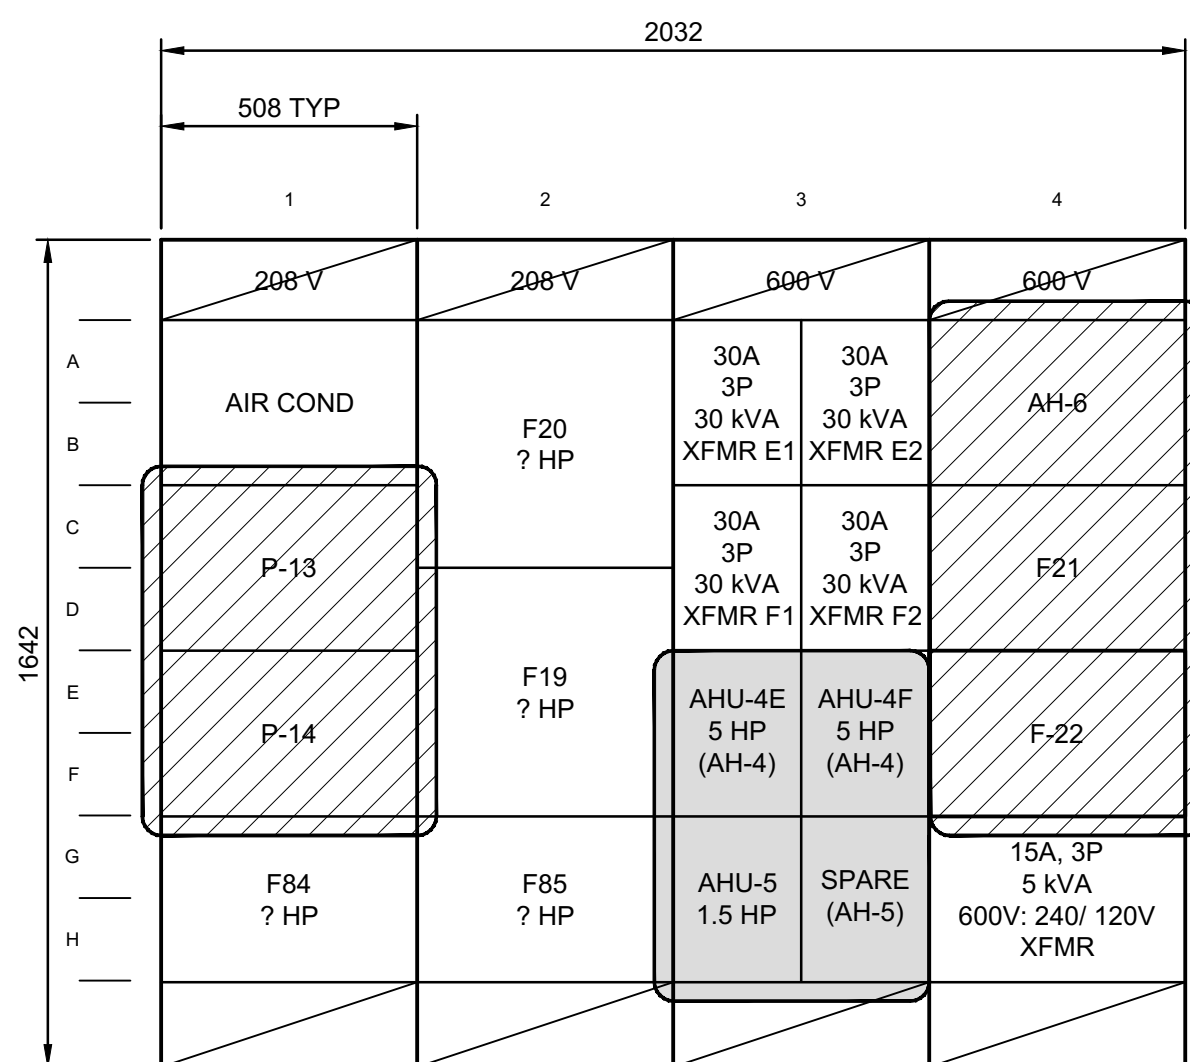 2032
508 TYP
1
2
3
4
208 V
208 V
600 V
600 V
A
B
C
D
E
F
G
H
1642
AIR COND
P-13
P-14
F84
? HP
F20
? HP
F19
? HP
F85
? HP
30A
3P
30 kVA
XFMR E1
30A
3P
30 kVA
XFMR E2
30A
3P
30 kVA
XFMR F1
30A
3P
30 kVA
XFMR F2
AHU-4E
5 HP
(AH-4)
AHU-4F
5 HP
(AH-4)
AHU-5
1.5 HP
SPARE
(AH-5)
AH-6
F21
F-22
15A, 3P
5 kVA
600V: 240/ 120V
XFMR